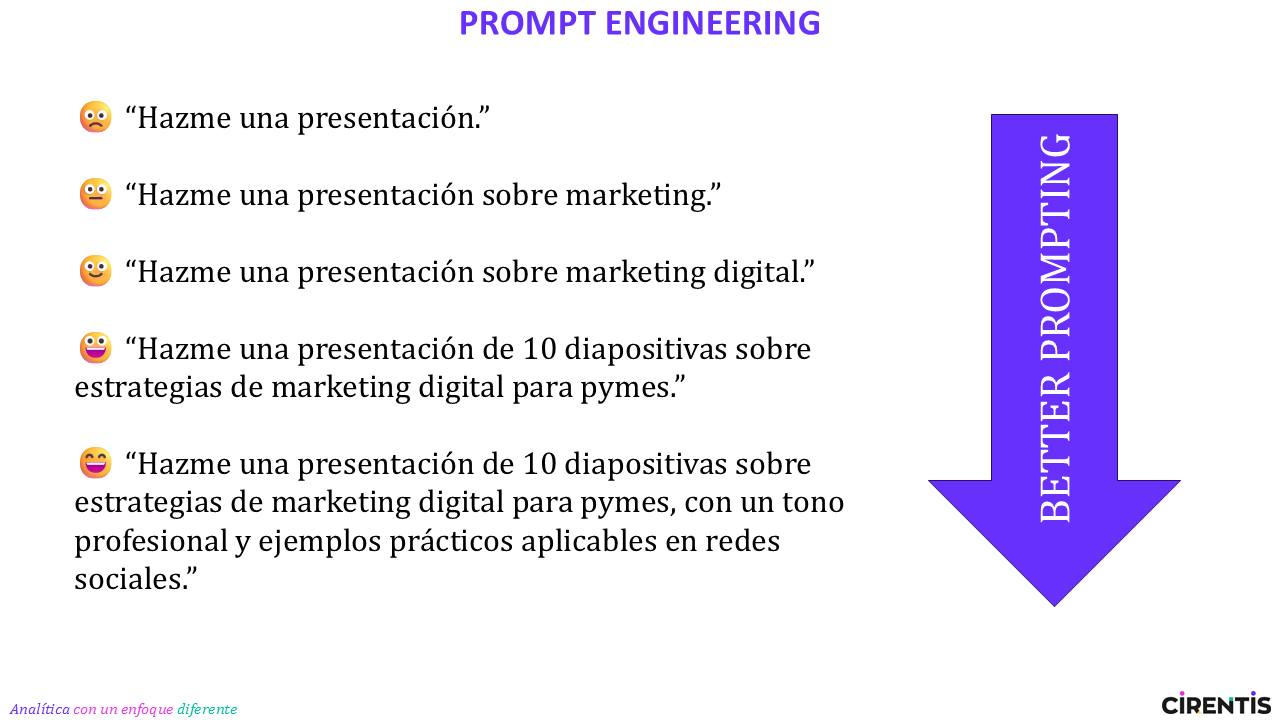 PROMPT ENGINEERING
“Hazme una presentación.”
“Hazme una presentación sobre marketing.”
“Hazme una presentación sobre marketing digital.”
“Hazme una presentación de 10 diapositivas sobre
estrategias de marketing digital para pymes.”
“Hazme una presentación de 10 diapositivas sobre
estrategias de marketing digital para pymes, con un tono
profesional y ejemplos prácticos aplicables en redes
sociales.”
BETTER PROMPTING
Analítica con un enfoque diferente
CIRENTIS